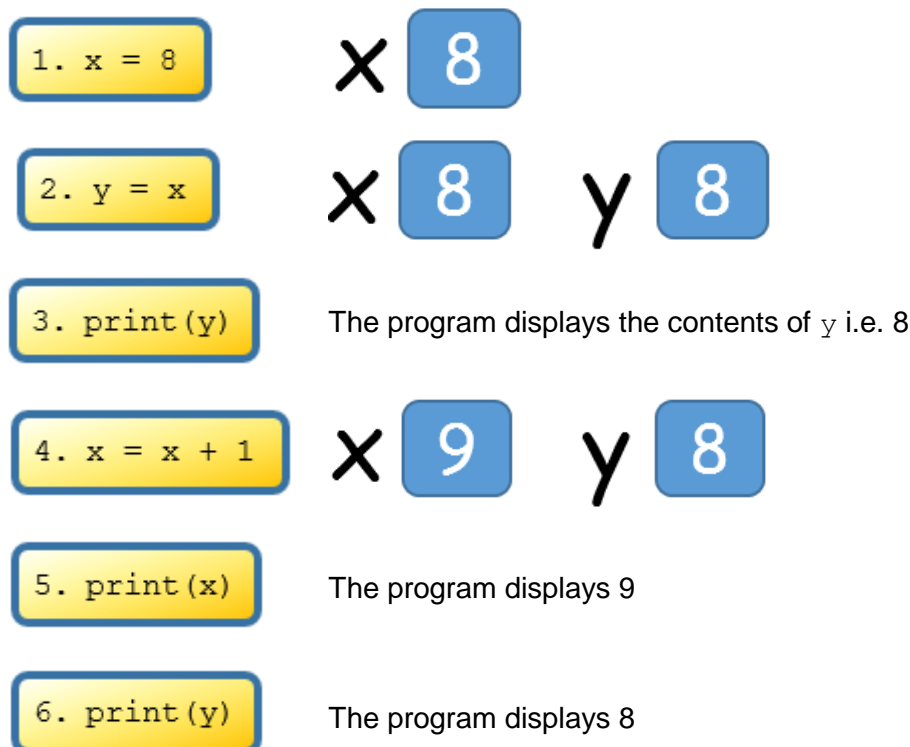 1. x = 8 x 8
2. y = x x 8 y 8
3. print(y) The program displays the contents of y i.e. 8
4. x = x + 1 x 9 y 8
5. print(x) The program displays 9
6. print(y) The program displays 8